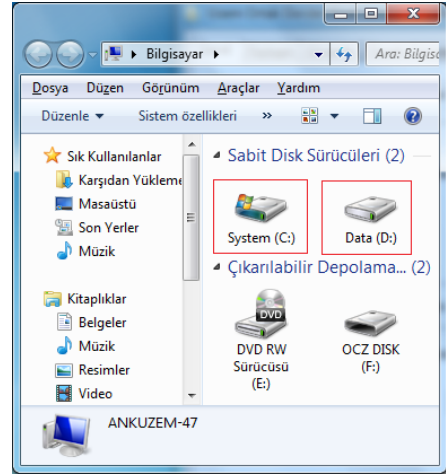 Bilgisayar
Ara: Bilgisa
Dosya Düzen Görünüm Araçlar Yardım
Düzenle Sistem özellikleri »
Sık Kullanılanlar
Karşıdan Yükleme
Masaüstü
Son Yerler
Müzik
Kitaplıklar
Belgeler
Müzik
Resimler
Video
Sabit Disk Sürücüleri (2)
System (C:)
Data (D:)
Çıkarılabilir Depolama... (2)
DVD
DVD RW
Sürücüsü
(E:)
OCZ DISK
(F:)
ANKUZEM-47